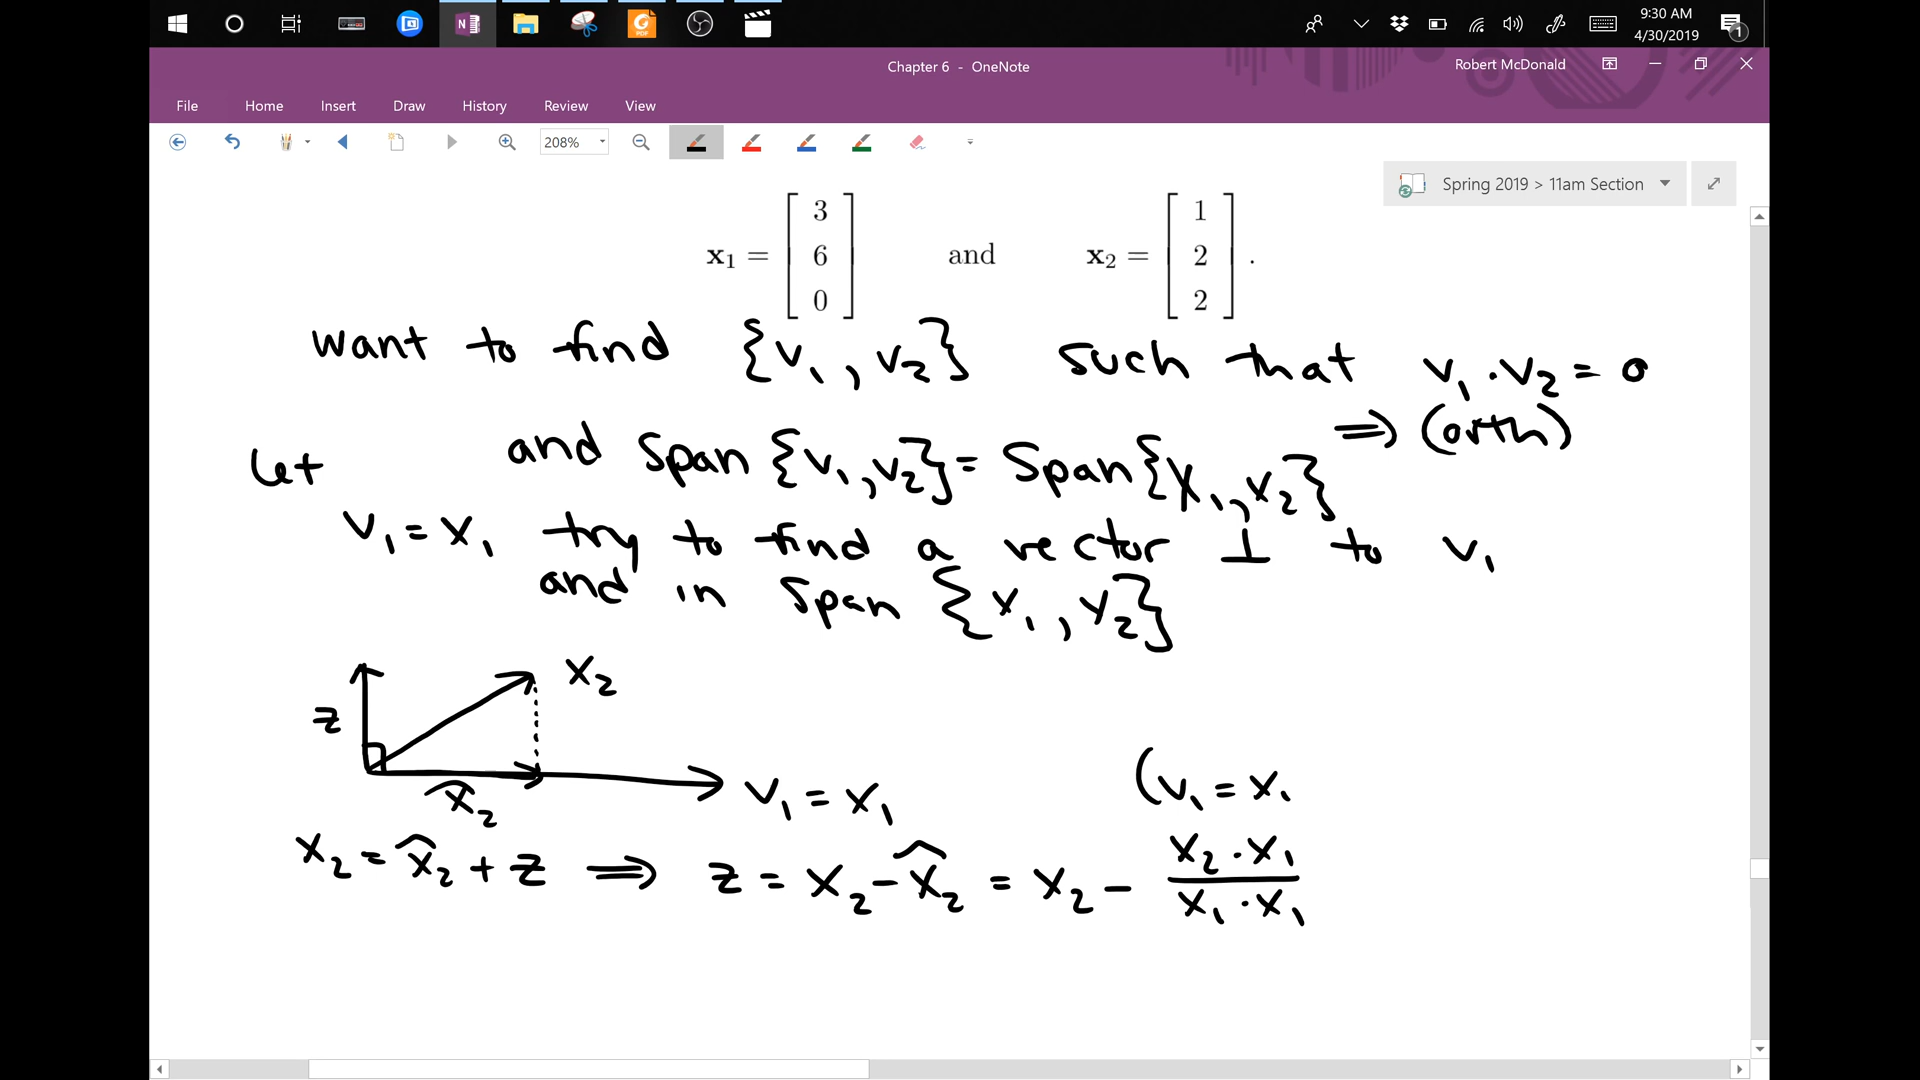 9:30 AM
4/30/2019
1
Chapter 6 - OneNote
Robert McDonald
File Home Insert Draw History Review View
208%
Spring 2019 > 11am Section
x₁ = [3 6 0] and x₂ = [1 2 2].
want to find {v₁, v₂} such that v₁ · v₂ = 0
⇒ (orth)
and Span {v₁, v₂} = Span {x₁, x₂}
Let
v₁ = x₁ try to find a vector ⊥ to v₁
and in Span {x₁, x₂}
x₂
z
x̂₂
v₁ = x₁
(v₁ = x₁
x₂ = x̂₂ + z ⇒ z = x₂ - x̂₂ = x₂ - (x₂ · x₁)/(x₁ · x₁)